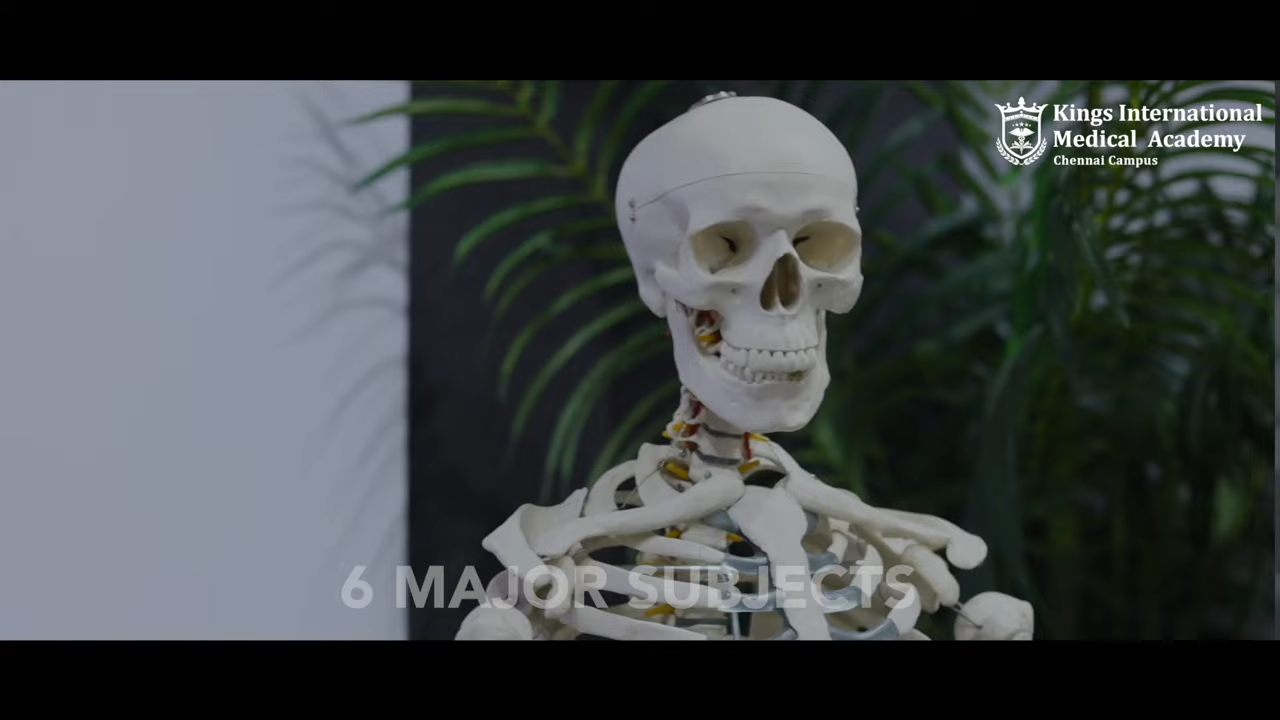 Kings International
Medical Academy
Chennai Campus
6 MAJOR SUBJECTS